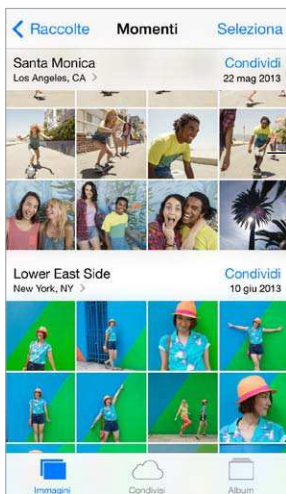 Raccolte Momenti Seleziona
Santa Monica Condividi
Los Angeles, CA > 22 mag 2013
Lower East Side Condividi
New York, NY > 10 giu 2013
Immagini Condivisi Album